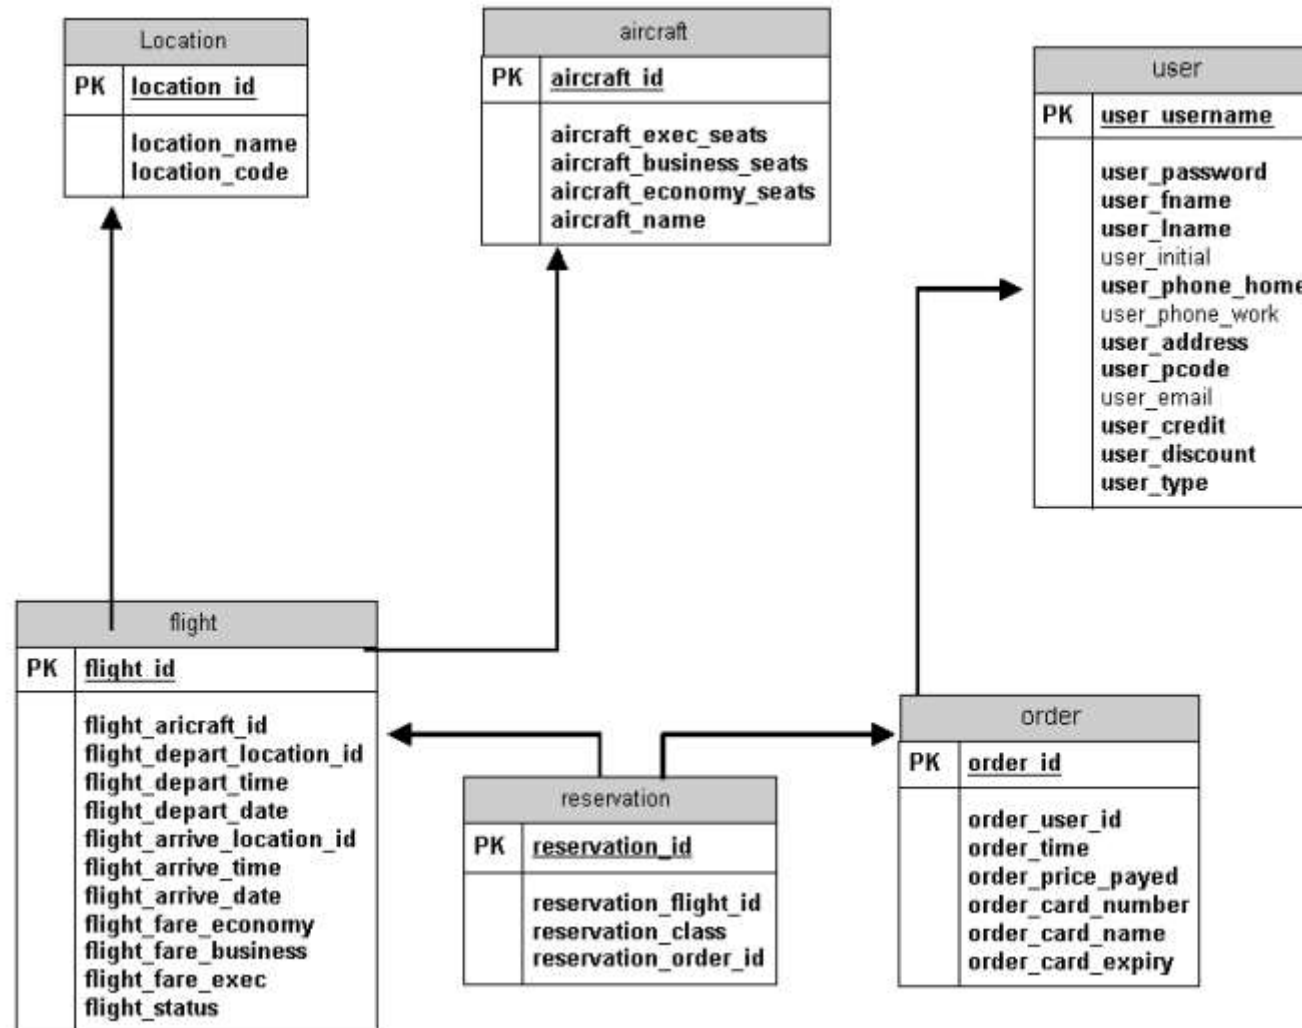 Location
PK location_id
location_name
location_code
aircraft
PK aircraft_id
aircraft_exec_seats
aircraft_business_seats
aircraft_economy_seats
aircraft_name
user
PK user_username
user_password
user_fname
user_lname
user_initial
user_phone_home
user_phone_work
user_address
user_pcode
user_email
user_credit
user_discount
user_type
flight
PK flight_id
flight_aricraft_id
flight_depart_location_id
flight_depart_time
flight_depart_date
flight_arrive_location_id
flight_arrive_time
flight_arrive_date
flight_fare_economy
flight_fare_business
flight_fare_exec
flight_status
reservation
PK reservation_id
reservation_flight_id
reservation_class
reservation_order_id
order
PK order_id
order_user_id
order_time
order_price_payed
order_card_number
order_card_name
order_card_expiry